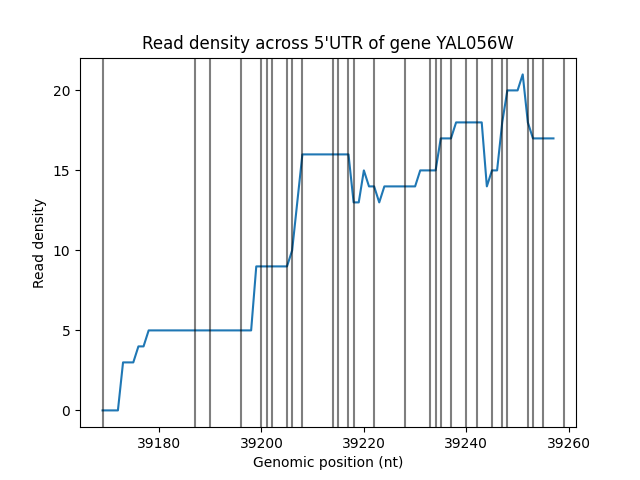 Read density across 5'UTR of gene YAL056W
20
15
10
5
0
Read density
39180 39200 39220 39240 39260
Genomic position (nt)